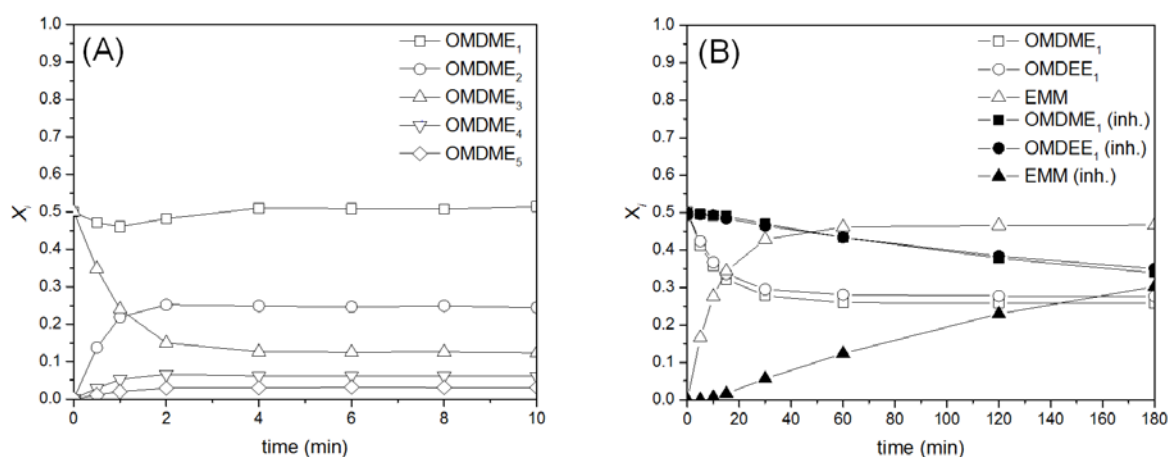 (A)
OMDME₁
OMDME₂
OMDME₃
OMDME₄
OMDME₅
1.0
0.9
0.8
0.7
0.6
0.5
0.4
0.3
0.2
0.1
0.0
Xᵢ
0 2 4 6 8 10
time (min)
(B)
OMDME₁
OMDEE₁
EMM
OMDME₁ (inh.)
OMDEE₁ (inh.)
EMM (inh.)
1.0
0.9
0.8
0.7
0.6
0.5
0.4
0.3
0.2
0.1
0.0
Xᵢ
0 20 40 60 80 100 120 140 160 180
time (min)